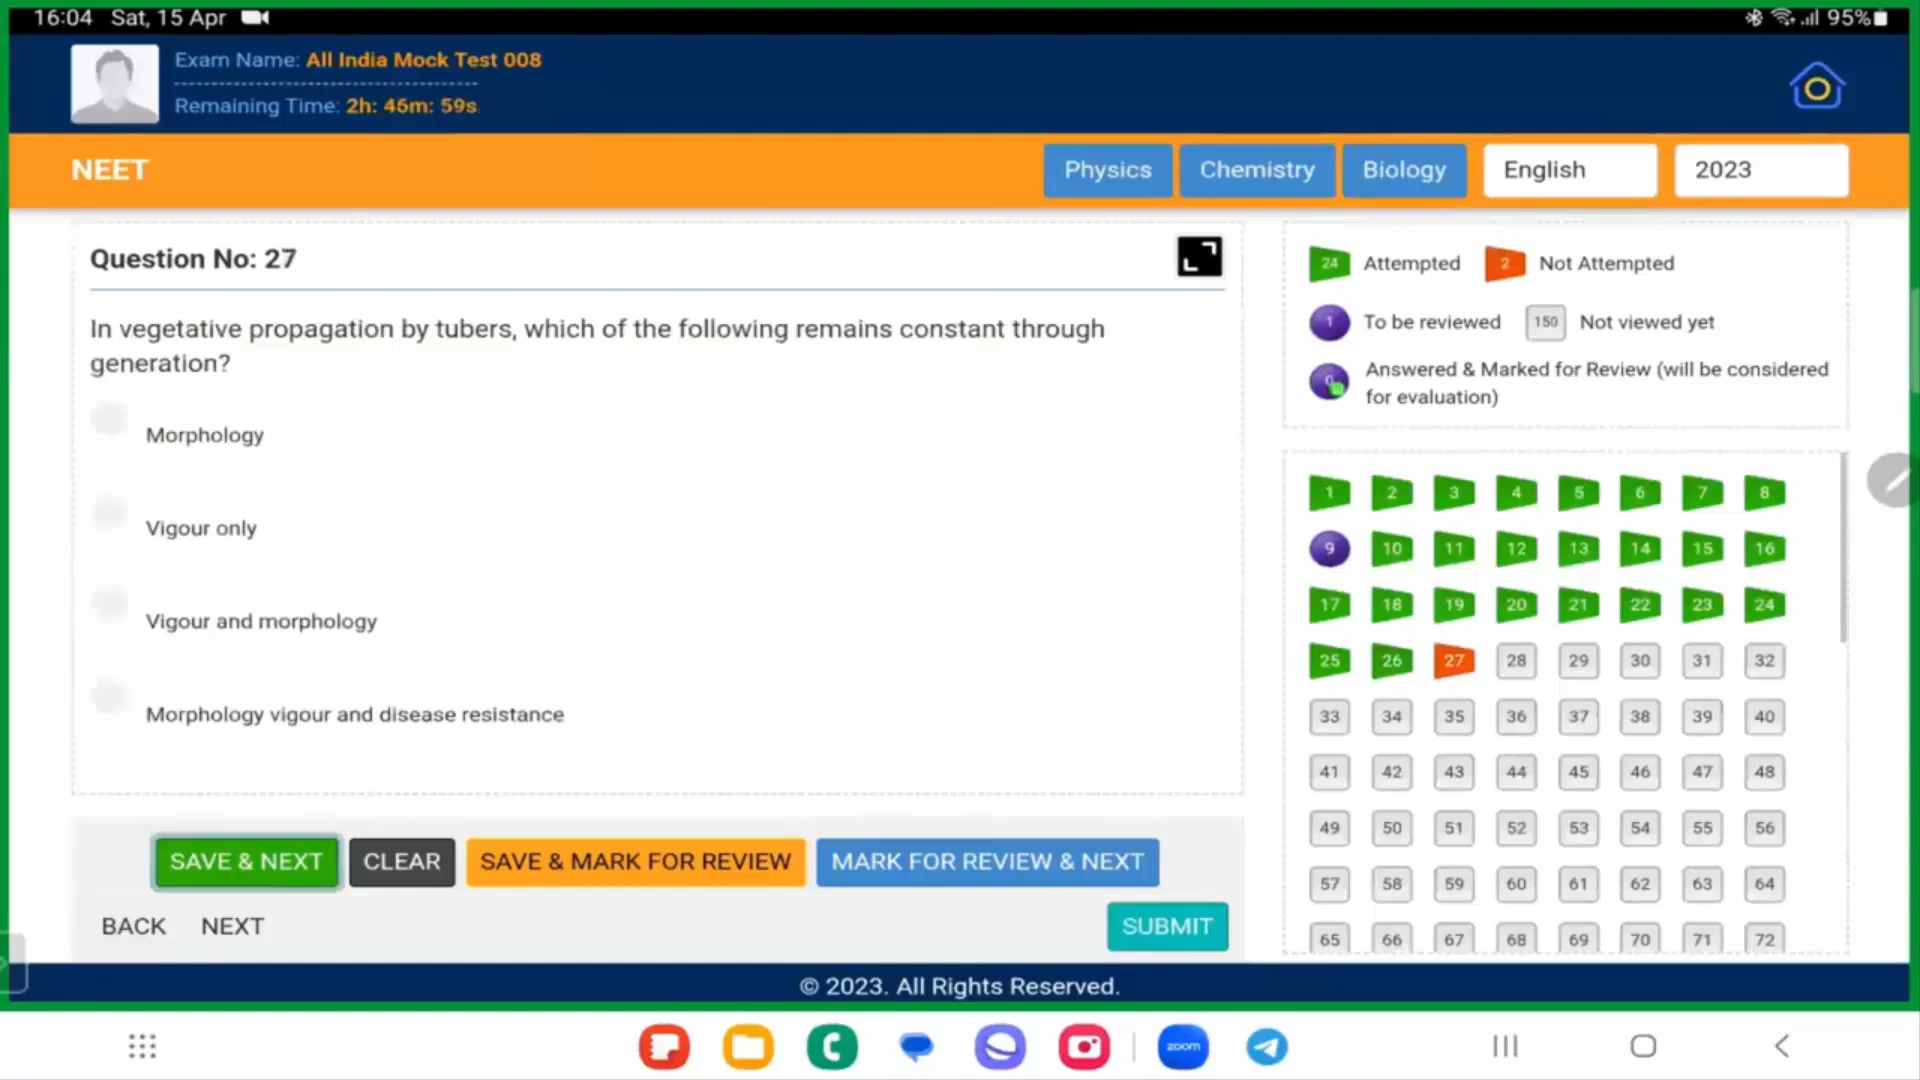 16:04 Sat, 15 Apr
95%
Exam Name: All India Mock Test 008
Remaining Time: 2h: 46m: 59s
NEET
Physics
Chemistry
Biology
English
2023
Question No: 27
In vegetative propagation by tubers, which of the following remains constant through
generation?
Morphology
Vigour only
Vigour and morphology
Morphology vigour and disease resistance
SAVE & NEXT
CLEAR
SAVE & MARK FOR REVIEW
MARK FOR REVIEW & NEXT
BACK
NEXT
SUBMIT
24 Attempted 2 Not Attempted
1 To be reviewed 150 Not viewed yet
0 Answered & Marked for Review (will be considered
for evaluation)
1 2 3 4 5 6 7 8
9 10 11 12 13 14 15 16
17 18 19 20 21 22 23 24
25 26 27 28 29 30 31 32
33 34 35 36 37 38 39 40
41 42 43 44 45 46 47 48
49 50 51 52 53 54 55 56
57 58 59 60 61 62 63 64
65 66 67 68 69 70 71 72
© 2023. All Rights Reserved.
zoom